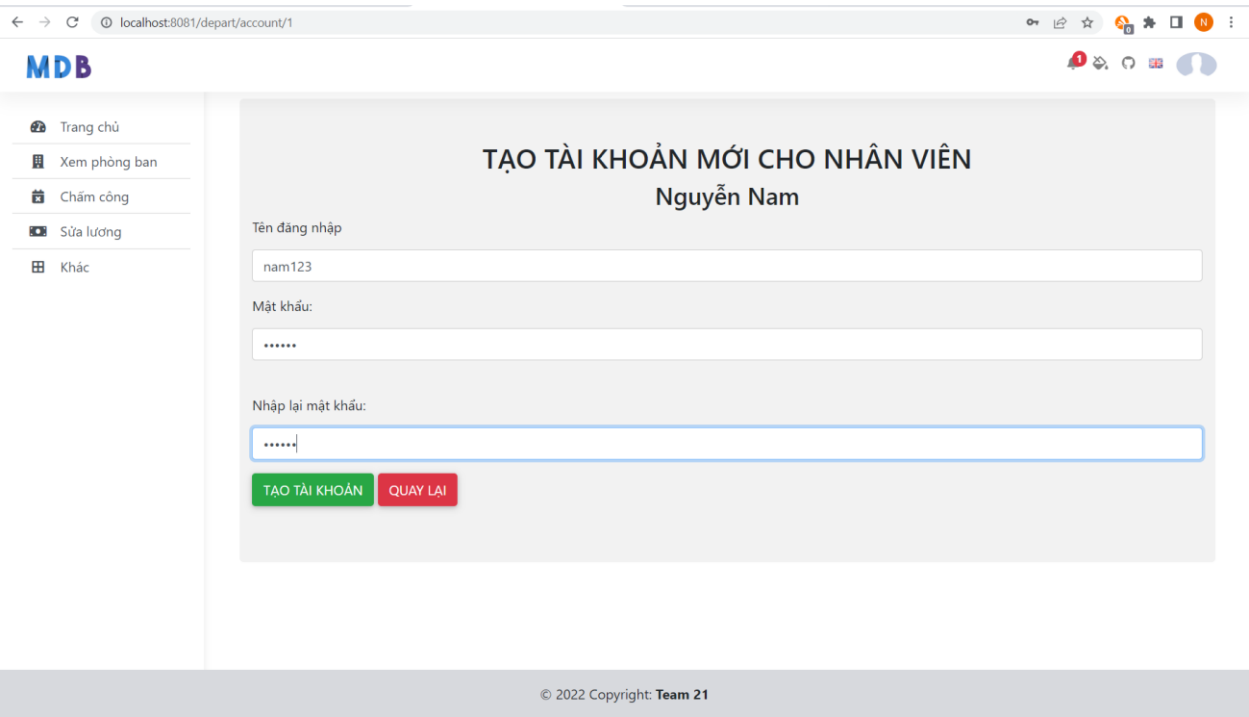 localhost:8081/depart/account/1
0
N
MDB
1
Trang chủ
Xem phòng ban
Chấm công
Sửa lương
Khác
TẠO TÀI KHOẢN MỚI CHO NHÂN VIÊN
Nguyễn Nam
Tên đăng nhập
nam123
Mật khẩu:
••••••
Nhập lại mật khẩu:
••••••
TẠO TÀI KHOẢN QUAY LẠI
© 2022 Copyright: Team 21